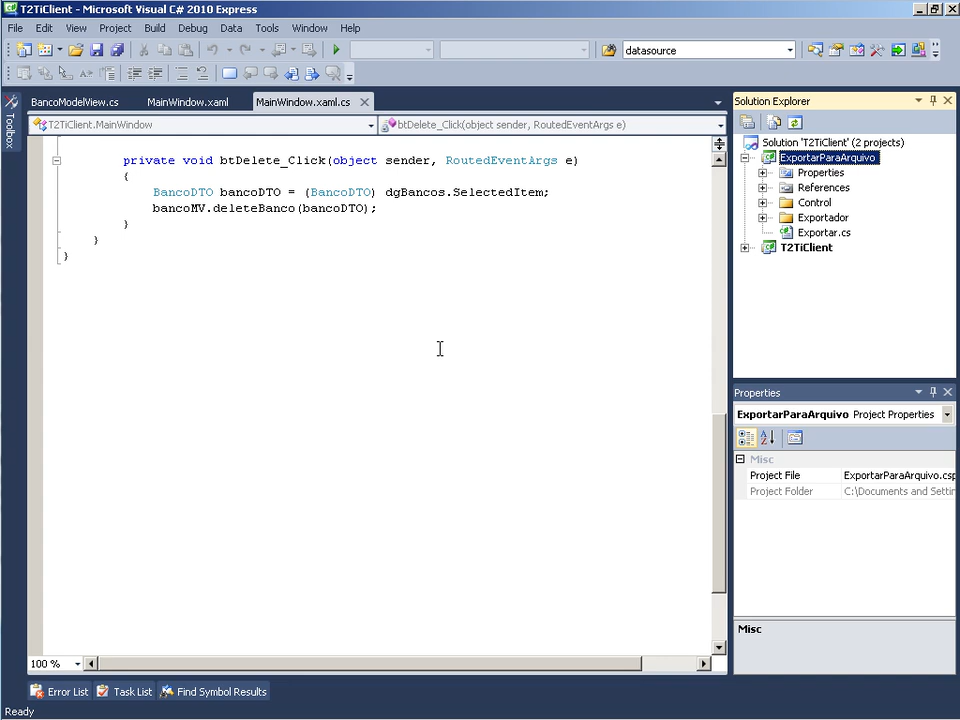 T2TiClient - Microsoft Visual C# 2010 Express
File Edit View Project Build Debug Data Tools Window Help
datasource
BancoModelView.cs MainWindow.xaml MainWindow.xaml.cs
Solution Explorer
Toolbox
T2TiClient.MainWindow
btDelete_Click(object sender, RoutedEventArgs e)
private void btDelete_Click(object sender, RoutedEventArgs e)
{
BancoDTO bancoDTO = (BancoDTO) dgBancos.SelectedItem;
bancoMV.deleteBanco(bancoDTO);
}
}
}
Solution 'T2TiClient' (2 projects)
ExportarParaArquivo
Properties
References
Control
Exportador
Exportar.cs
T2TiClient
Properties
ExportarParaArquivo Project Properties
Misc
Project File ExportarParaArquivo.csp
Project Folder C:\Documents and Settin
Misc
100 %
Error List Task List Find Symbol Results
Ready